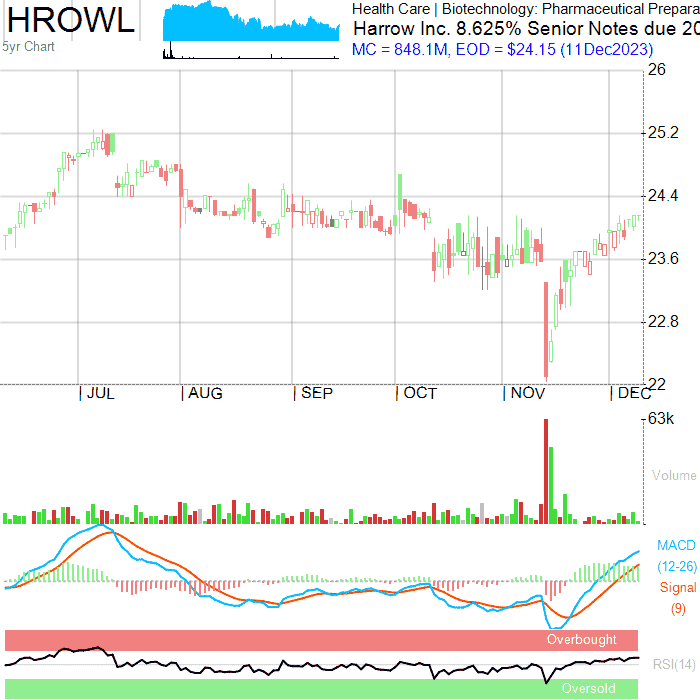 HROWL
5yr Chart
Health Care | Biotechnology: Pharmaceutical Prepara
Harrow Inc. 8.625% Senior Notes due 20
MC = 848.1M, EOD = $24.15 (11Dec2023)
26
25.2
24.4
23.6
22.8
22
| JUL | AUG | SEP | OCT | NOV | DEC
63k
Volume
MACD
(12-26)
Signal
(9)
Overbought
RSI(14)
Oversold